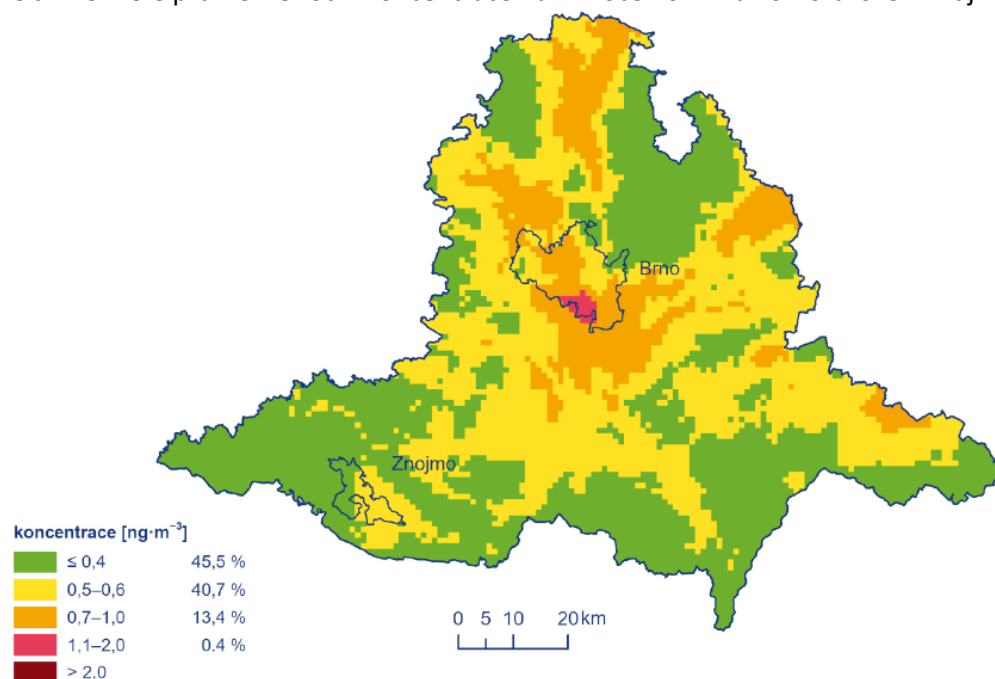 Brno
Znojmo
koncentrace [ng·m⁻³]
≤ 0,4 45,5 %
0,5–0,6 40,7 %
0,7–1,0 13,4 %
1,1–2,0 0.4 %
> 2.0
0 5 10 20 km